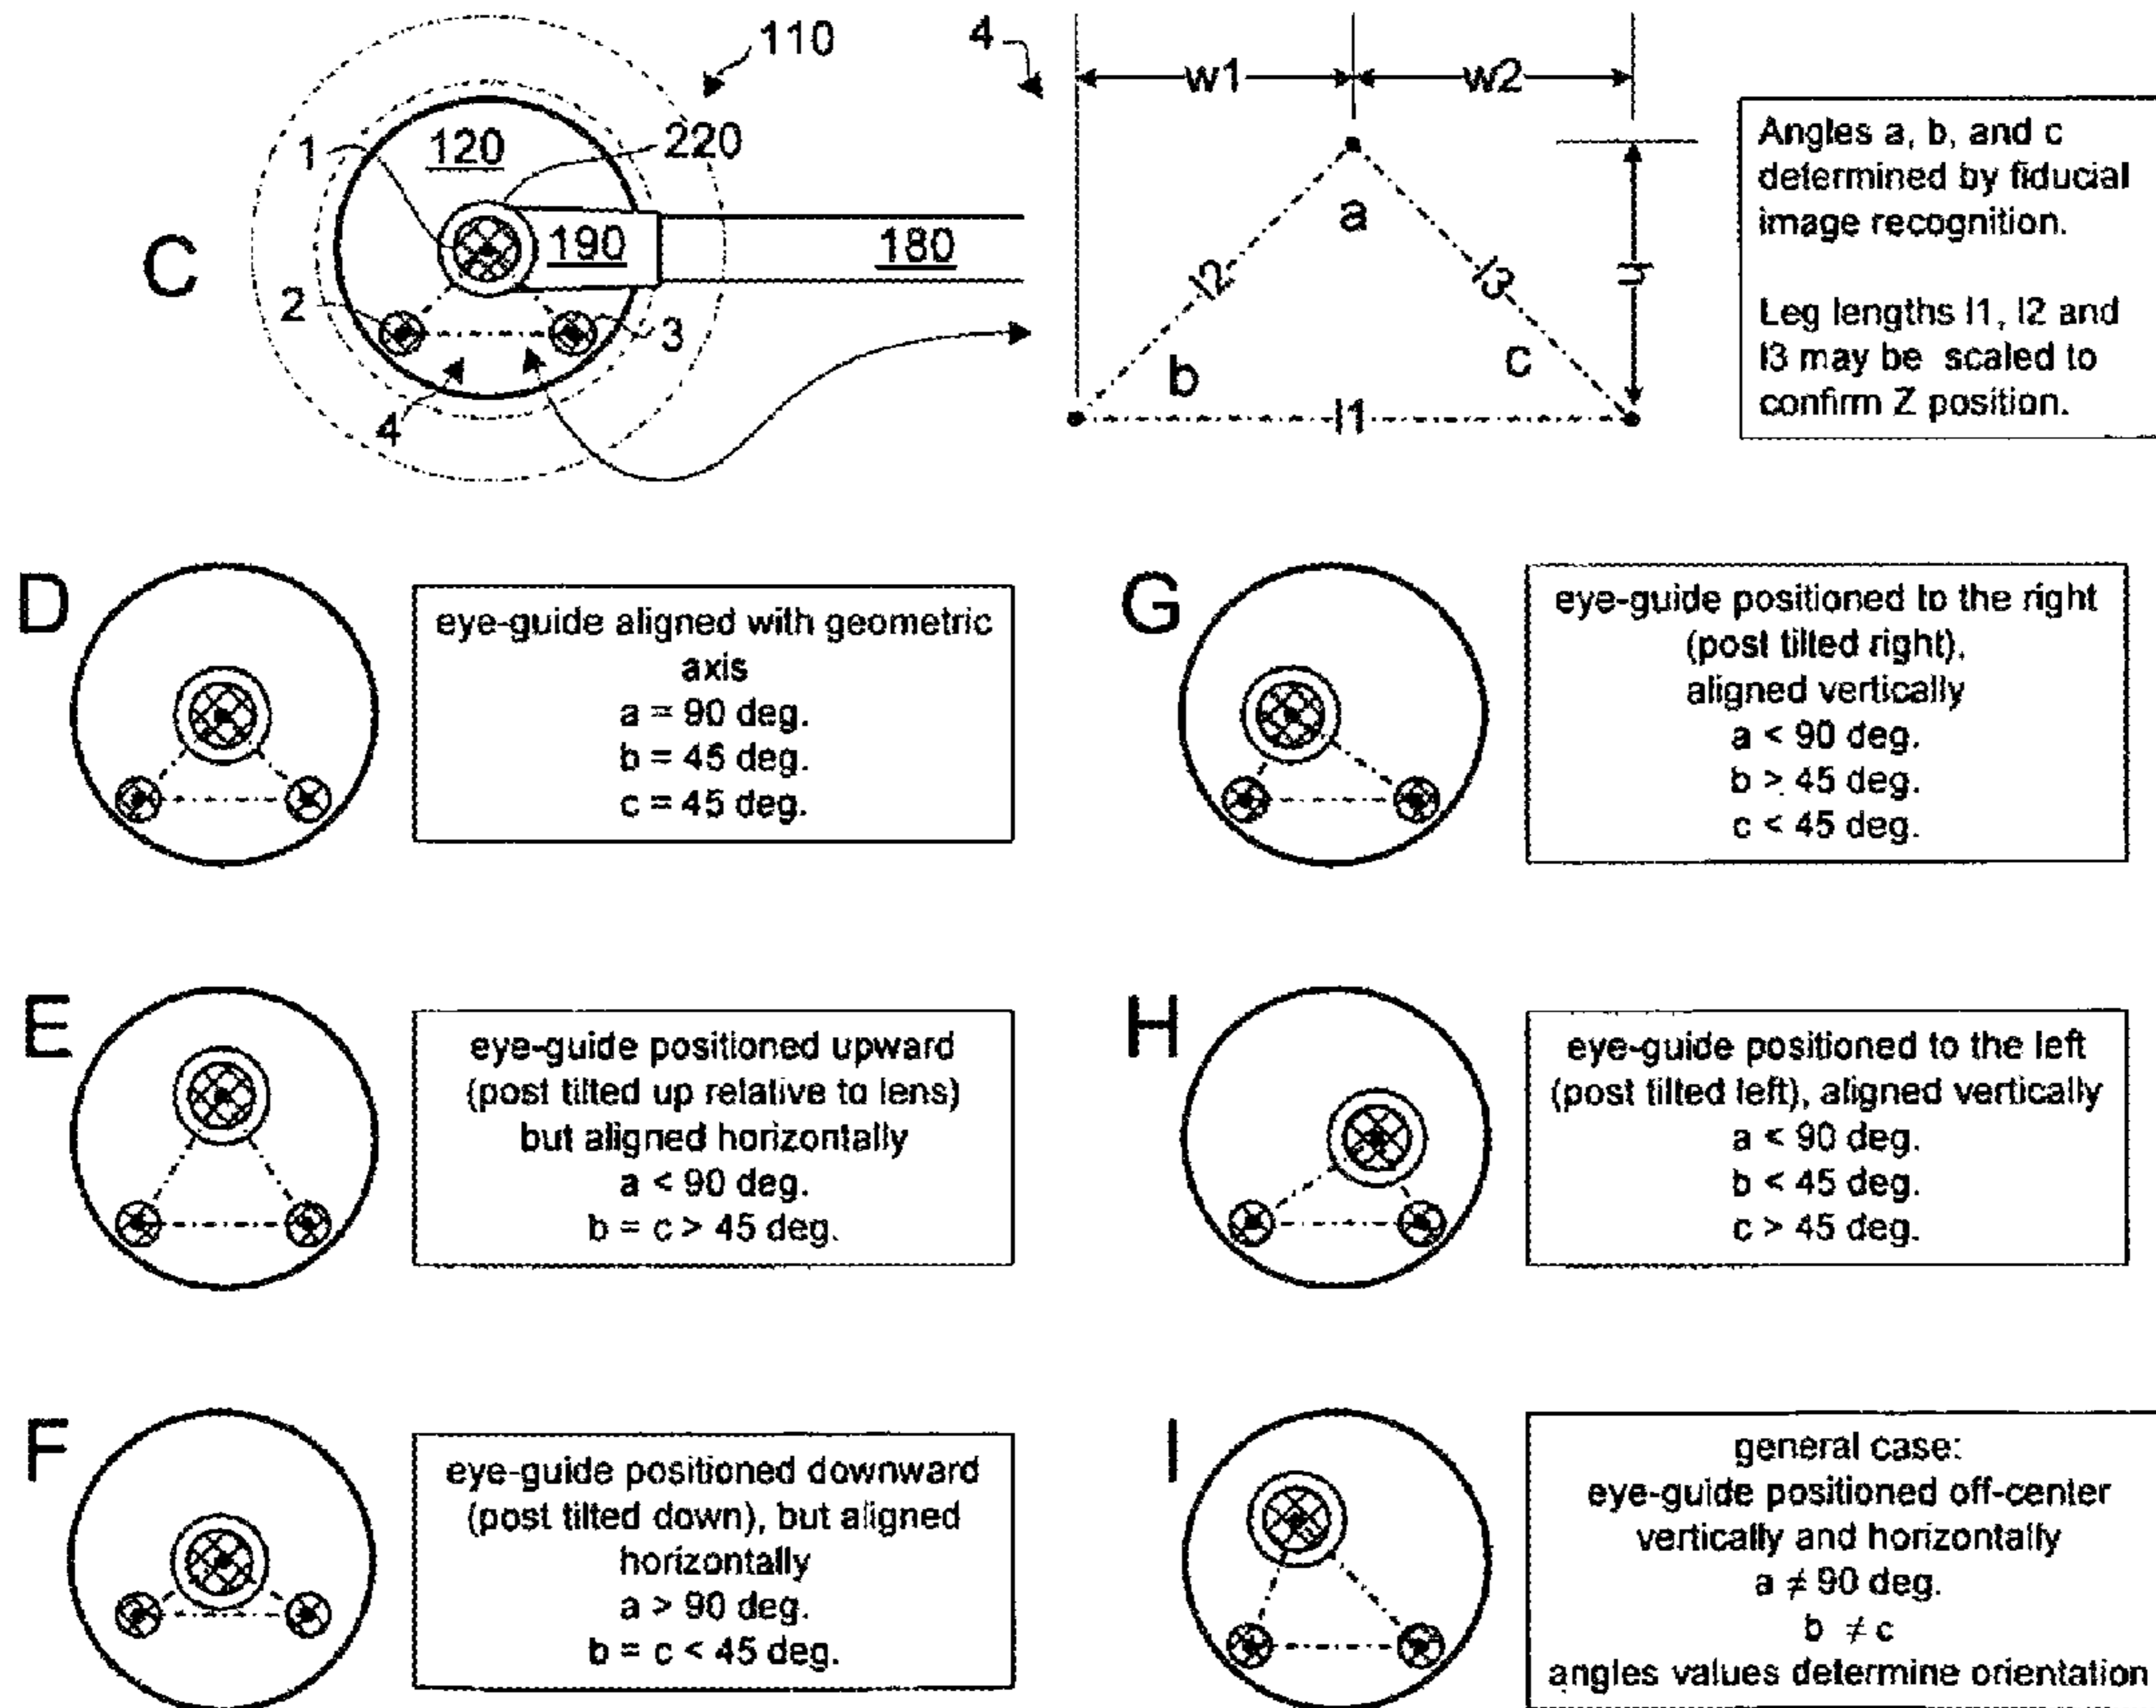 110
4
w1
w2
1
120
220
Angles a, b, and c
determined by fiducial
image recognition.
Leg lengths l1, l2 and
l3 may be scaled to
confirm Z position.
a
C
190
180
l2
l3
h
2
3
b
c
4
l1
D
eye-guide aligned with geometric
axis
a = 90 deg.
b = 45 deg.
c = 45 deg.
G
eye-guide positioned to the right
(post tilted right),
aligned vertically
a < 90 deg.
b > 45 deg.
c < 45 deg.
E
eye-guide positioned upward
(post tilted up relative to lens)
but aligned horizontally
a < 90 deg.
b = c > 45 deg.
H
eye-guide positioned to the left
(post tilted left), aligned vertically
a < 90 deg.
b < 45 deg.
c > 45 deg.
F
eye-guide positioned downward
(post tilted down), but aligned
horizontally
a > 90 deg.
b = c < 45 deg.
I
general case:
eye-guide positioned off-center
vertically and horizontally
a ≠ 90 deg.
b ≠ c
angles values determine orientation